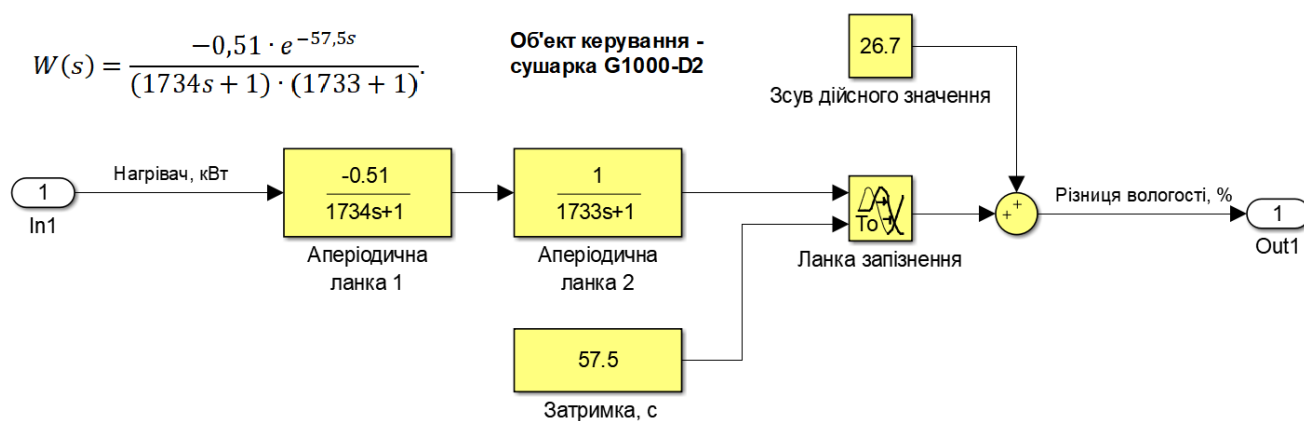 W(s) = −0,51 · e^−57,5s / (1734s + 1) · (1733 + 1).
Об'ект керування -
сушарка G1000-D2
26.7
Зсув дійсного значення
1
In1
Нагрівач, кВт
-0.51
1734s+1
Аперіодична
ланка 1
1
1733s+1
Аперіодична
ланка 2
To
Ланка запізнення
+
+
Різниця вологості, %
1
Out1
57.5
Затримка, с